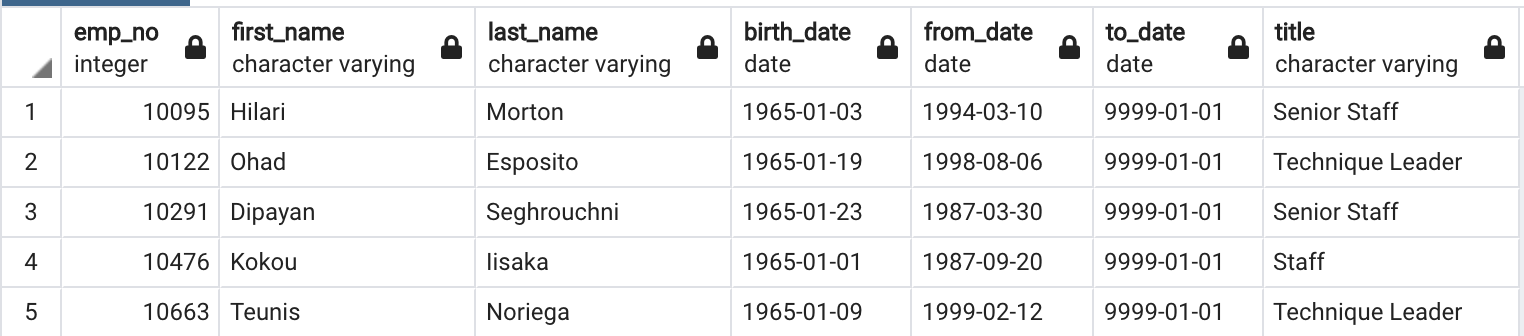 emp_no first_name last_name birth_date from_date to_date title
integer character varying character varying date date date character varying
1 10095 Hilari Morton 1965-01-03 1994-03-10 9999-01-01 Senior Staff
2 10122 Ohad Esposito 1965-01-19 1998-08-06 9999-01-01 Technique Leader
3 10291 Dipayan Seghrouchni 1965-01-23 1987-03-30 9999-01-01 Senior Staff
4 10476 Kokou Iisaka 1965-01-01 1987-09-20 9999-01-01 Staff
5 10663 Teunis Noriega 1965-01-09 1999-02-12 9999-01-01 Technique Leader